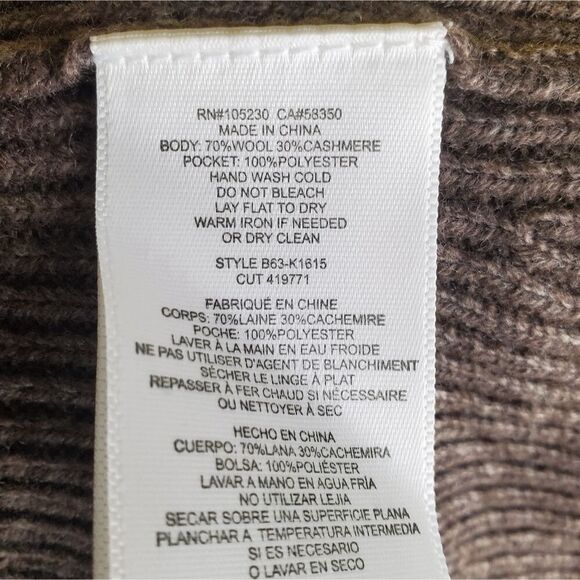 RN#105230 CA#58350
MADE IN CHINA
BODY: 70%WOOL 30%CASHMERE
POCKET: 100%POLYESTER
HAND WASH COLD
DO NOT BLEACH
LAY FLAT TO DRY
WARM IRON IF NEEDED
OR DRY CLEAN
STYLE B63-K1615
CUT 419771
FABRIQUÉ EN CHINE
CORPS: 70%LAINE 30%CACHEMIRE
POCHE: 100%POLYESTER
LAVER À LA MAIN EN EAU FROIDE
NE PAS UTILISER D'AGENT DE BLANCHIMENT
SÉCHER LE LINGE À PLAT
REPASSER À FER CHAUD SI NÉCESSAIRE
OU NETTOYER À SEC
HECHO EN CHINA
CUERPO: 70%LANA 30%CACHEMIRA
BOLSA: 100%POLIÉSTER
LAVAR A MANO EN AGUA FRÍA
NO UTILIZAR LEJIA
SECAR SOBRE UNA SUPERFICIE PLANA
PLANCHAR A TEMPERATURA INTERMEDIA
SI ES NECESARIO
O LAVAR EN SECO